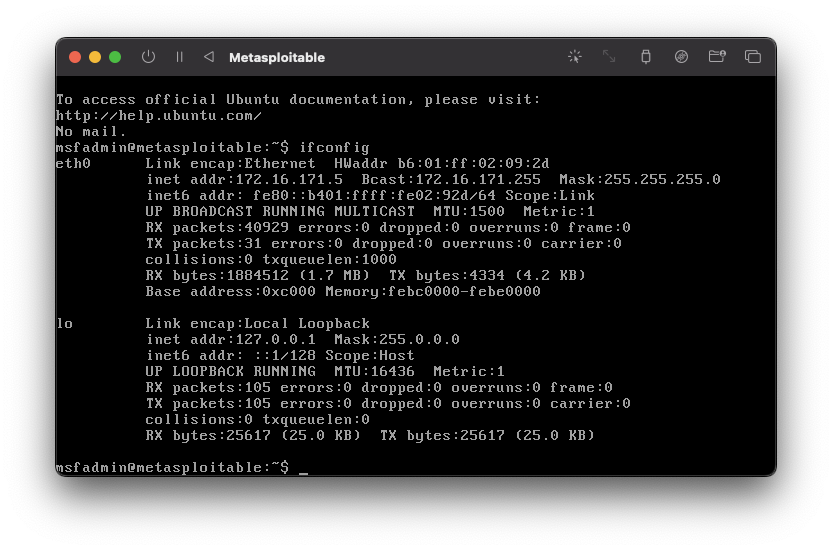 Metasploitable
To access official Ubuntu documentation, please visit:
http://help.ubuntu.com/
No mail.
msfadmin@metasploitable:~$ ifconfig
eth0      Link encap:Ethernet  HWaddr b6:01:ff:02:09:2d
          inet addr:172.16.171.5  Bcast:172.16.171.255  Mask:255.255.255.0
          inet6 addr: fe80::b401:ffff:fe02:92d/64 Scope:Link
          UP BROADCAST RUNNING MULTICAST  MTU:1500  Metric:1
          RX packets:40929 errors:0 dropped:0 overruns:0 frame:0
          TX packets:31 errors:0 dropped:0 overruns:0 carrier:0
          collisions:0 txqueuelen:1000
          RX bytes:1884512 (1.7 MB)  TX bytes:4334 (4.2 KB)
          Base address:0xc000 Memory:febc0000-febe0000
lo        Link encap:Local Loopback
          inet addr:127.0.0.1  Mask:255.0.0.0
          inet6 addr: ::1/128 Scope:Host
          UP LOOPBACK RUNNING  MTU:16436  Metric:1
          RX packets:105 errors:0 dropped:0 overruns:0 frame:0
          TX packets:105 errors:0 dropped:0 overruns:0 carrier:0
          collisions:0 txqueuelen:0
          RX bytes:25617 (25.0 KB)  TX bytes:25617 (25.0 KB)
msfadmin@metasploitable:~$ _